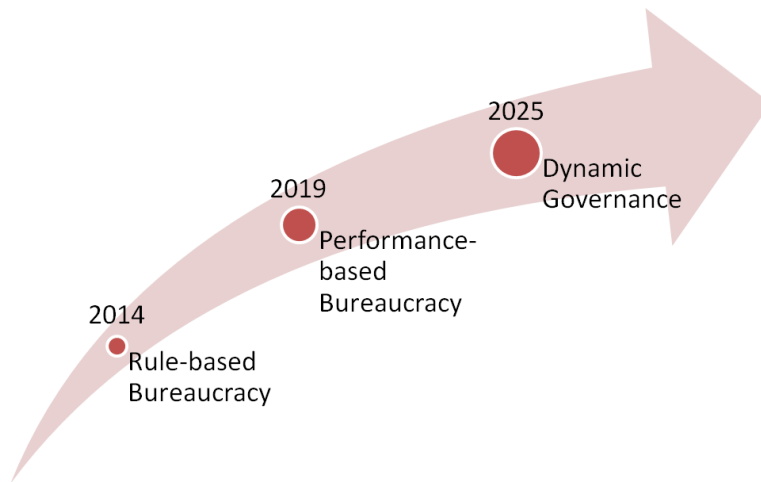 2014
Rule-based
Bureaucracy
2019
Performance-
based
Bureaucracy
2025
Dynamic
Governance